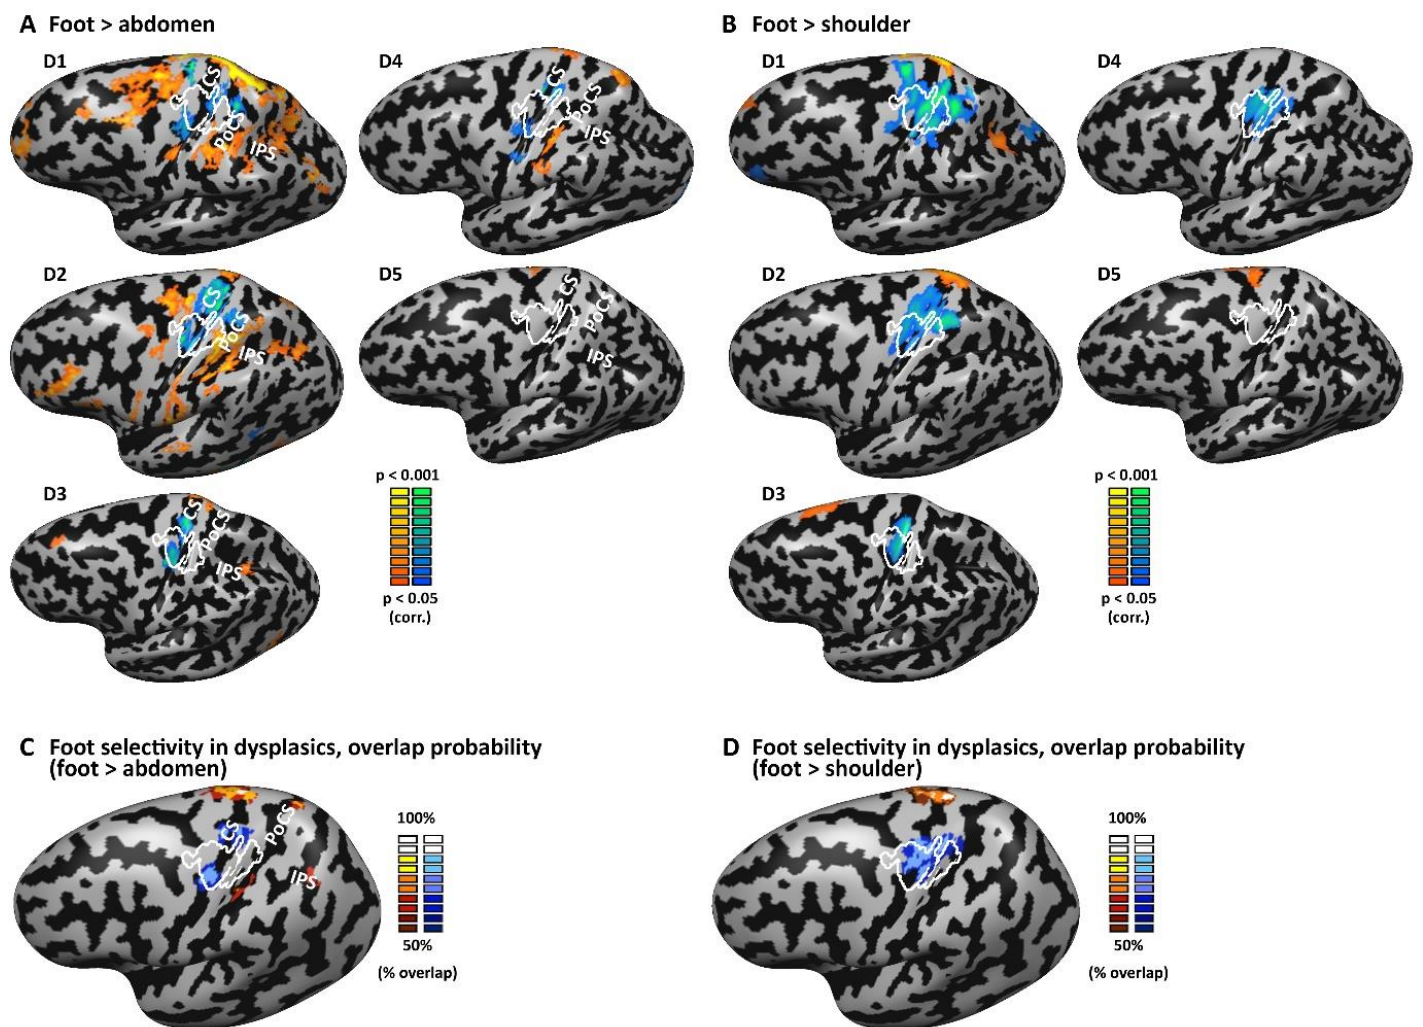 A Foot > abdomen
D1
CS
PoCS
IPS
D4
CS
PoCS
IPS
D2
CS
PoCS
IPS
D5
CS
PoCS
IPS
D3
CS
PoCS
IPS
p < 0.001
p < 0.05
(corr.)
B Foot > shoulder
D1
D4
D2
D5
D3
p < 0.001
p < 0.05
(corr.)
C Foot selectivity in dysplasics, overlap probability
(foot > abdomen)
CS
PoCS
IPS
100%
50%
(% overlap)
D Foot selectivity in dysplasics, overlap probability
(foot > shoulder)
100%
50%
(% overlap)